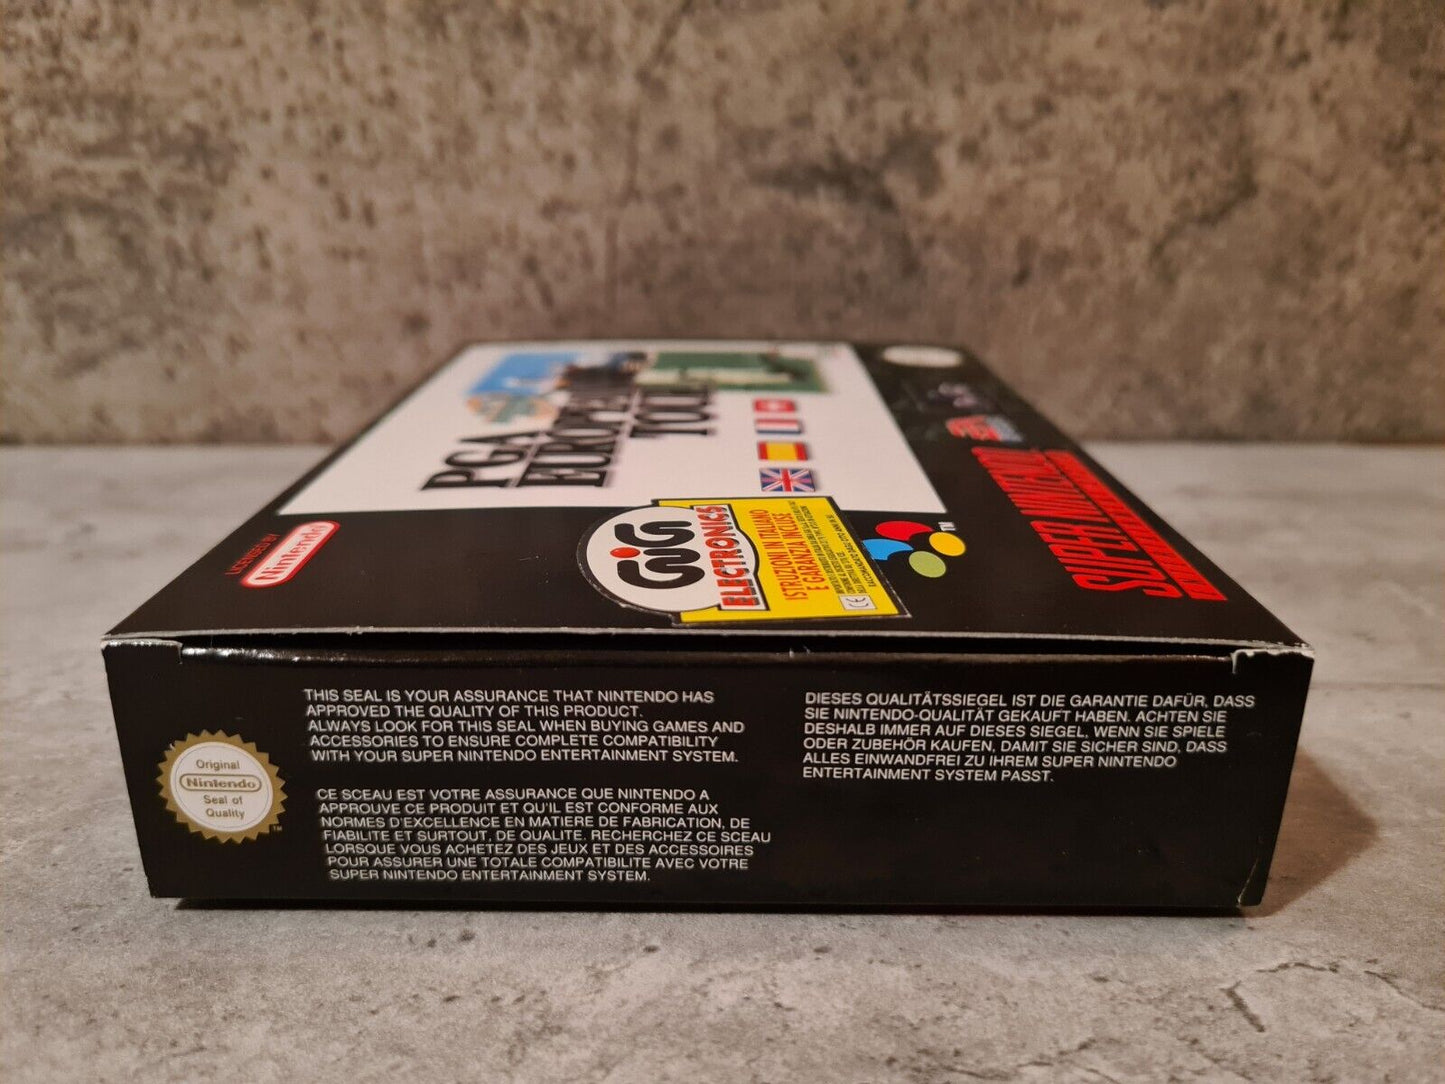 PGA
EUROPEAN
TOUR
LICENSED BY
Nintendo
GiG
ELECTRONICS
ISTRUZIONI IN ITALIANO
E GARANZIA INCLUSE
CE
TM
SUPER NINTENDO
Original
Nintendo
Seal of
Quality
TM
THIS SEAL IS YOUR ASSURANCE THAT NINTENDO HAS
APPROVED THE QUALITY OF THIS PRODUCT.
ALWAYS LOOK FOR THIS SEAL WHEN BUYING GAMES AND
ACCESSORIES TO ENSURE COMPLETE COMPATIBILITY
WITH YOUR SUPER NINTENDO ENTERTAINMENT SYSTEM.
CE SCEAU EST VOTRE ASSURANCE QUE NINTENDO A
APPROUVE CE PRODUIT ET QU'IL EST CONFORME AUX
NORMES D'EXCELLENCE EN MATIERE DE FABRICATION, DE
FIABILITE ET SURTOUT, DE QUALITE. RECHERCHEZ CE SCEAU
LORSQUE VOUS ACHETEZ DES JEUX ET DES ACCESSOIRES
POUR ASSURER UNE TOTALE COMPATIBILITE AVEC VOTRE
SUPER NINTENDO ENTERTAINMENT SYSTEM.
DIESES QUALITÄTSSIEGEL IST DIE GARANTIE DAFÜR, DASS
SIE NINTENDO-QUALITÄT GEKAUFT HABEN. ACHTEN SIE
DESHALB IMMER AUF DIESES SIEGEL, WENN SIE SPIELE
ODER ZUBEHÖR KAUFEN, DAMIT SIE SICHER SIND, DASS
ALLES EINWANDFREI ZU IHREM SUPER NINTENDO
ENTERTAINMENT SYSTEM PASST.